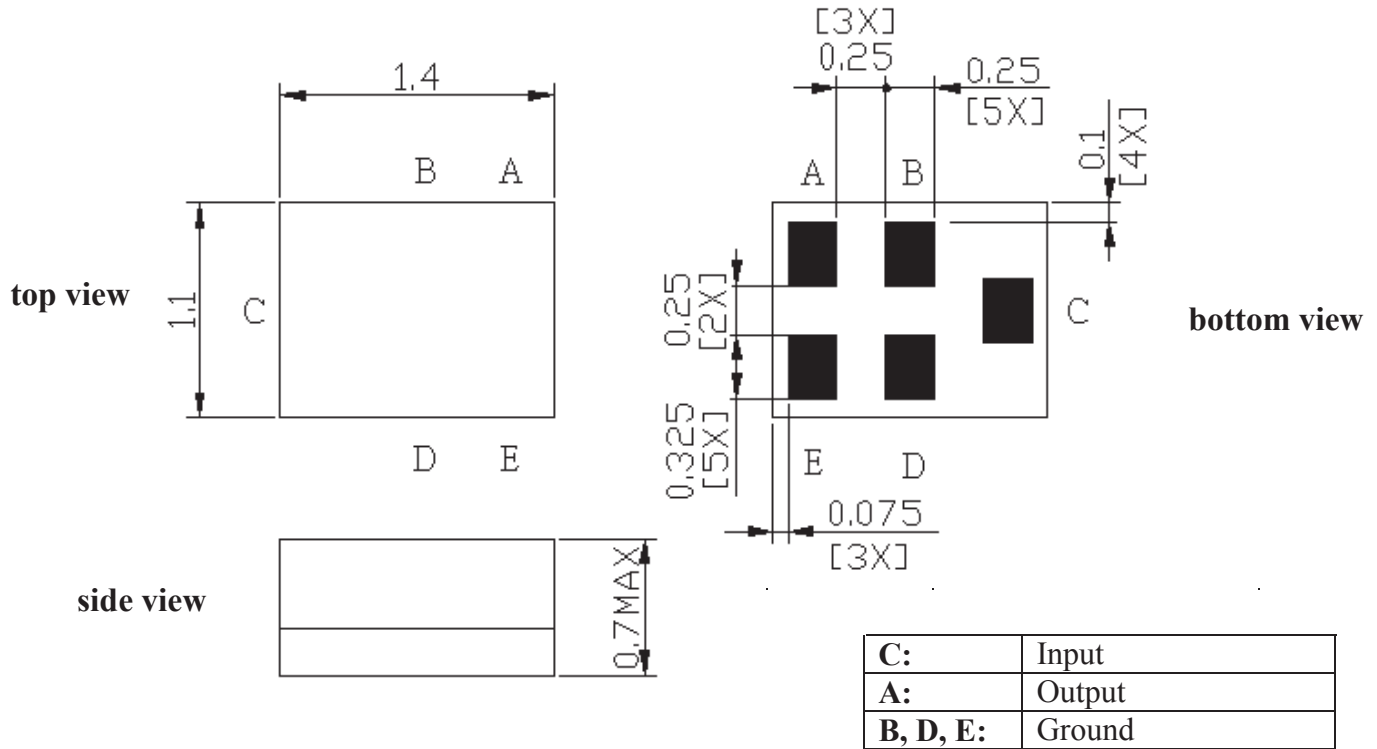 [3X]
0.25
0.25
[5X]
1.4
0.1
[4X]
B A
A B
top view
1.1
C
0.25
[2X]
C
bottom view
D E
0.325
[5X]
E D
0.075
[3X]
side view
0.7MAX
C: Input
A: Output
B, D, E: Ground